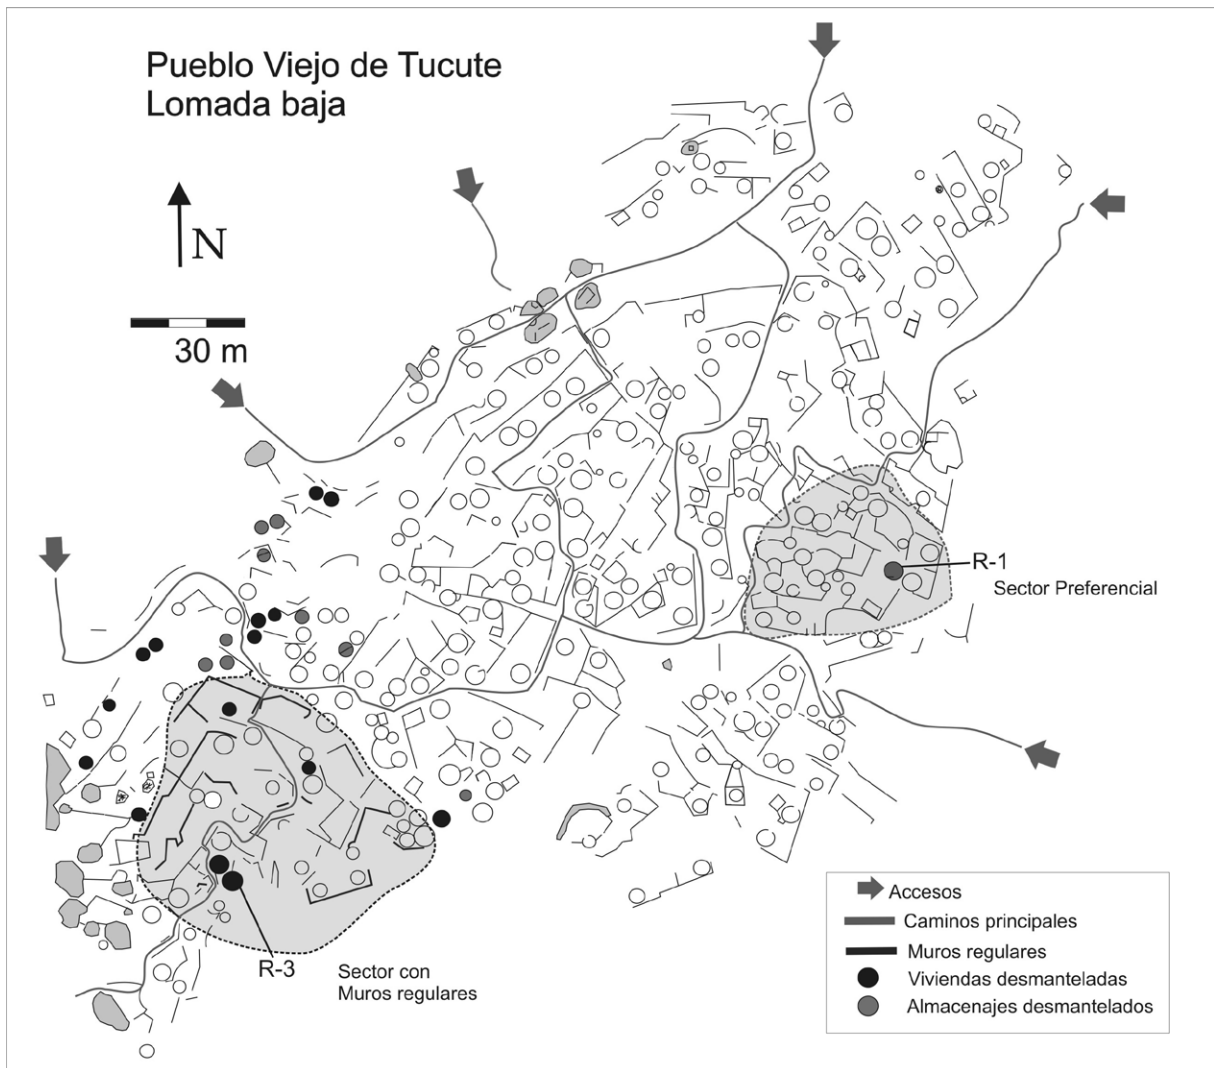 Pueblo Viejo de Tucute
Lomada baja
N
30 m
R-1
Sector Preferencial
R-3
Sector con
Muros regulares
Accesos
Caminos principales
Muros regulares
Viviendas desmanteladas
Almacenajes desmantelados